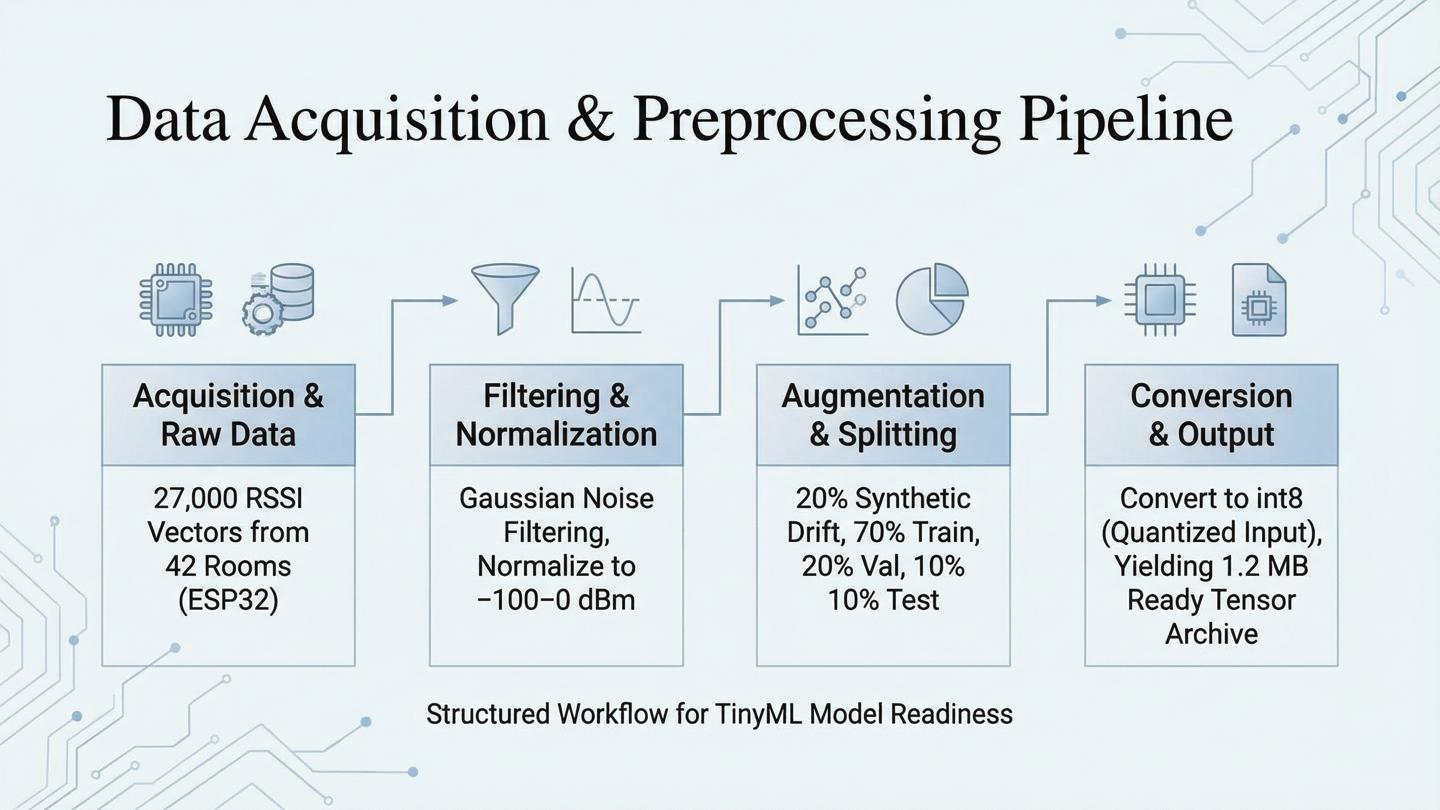 Data Acquisition & Preprocessing Pipeline
Acquisition &
Raw Data
27,000 RSSI
Vectors from
42 Rooms
(ESP32)
Filtering &
Normalization
Gaussian Noise
Filtering,
Normalize to
−100−0 dBm
Augmentation
& Splitting
20% Synthetic
Drift, 70% Train,
20% Val, 10%
10% Test
Conversion
& Output
Convert to int8
(Quantized Input),
Yielding 1.2 MB
Ready Tensor
Archive
Structured Workflow for TinyML Model Readiness